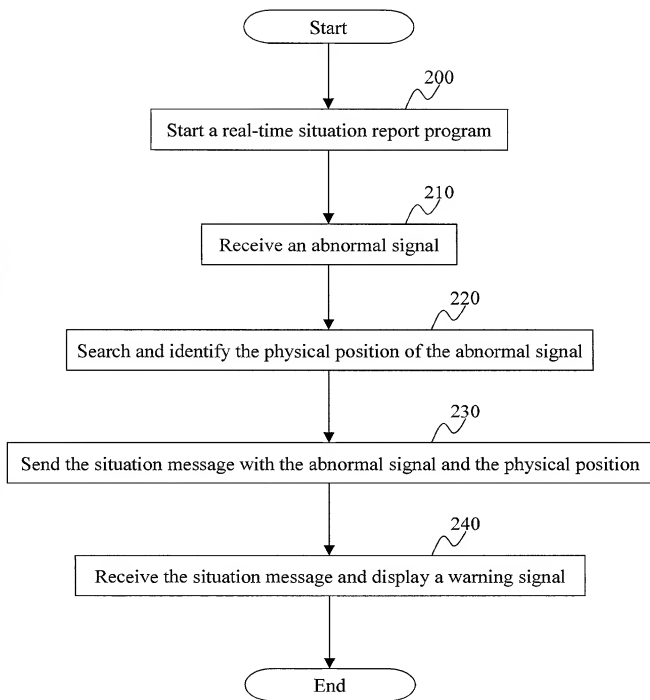 Start
200
Start a real-time situation report program
210
Receive an abnormal signal
220
Search and identify the physical position of the abnormal signal
230
Send the situation message with the abnormal signal and the physical position
240
Receive the situation message and display a warning signal
End